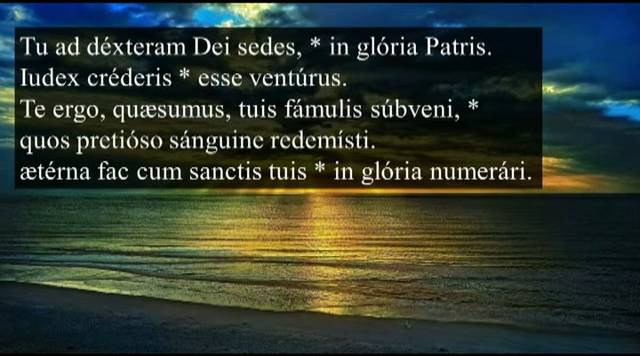 Tu ad déxteram Dei sedes, * in glória Patris.
Iudex créderis * esse ventúrus.
Te ergo, quæsumus, tuis fámulis súbveni, *
quos pretióso sánguine redemísti.
ætérna fac cum sanctis tuis * in glória numerári.